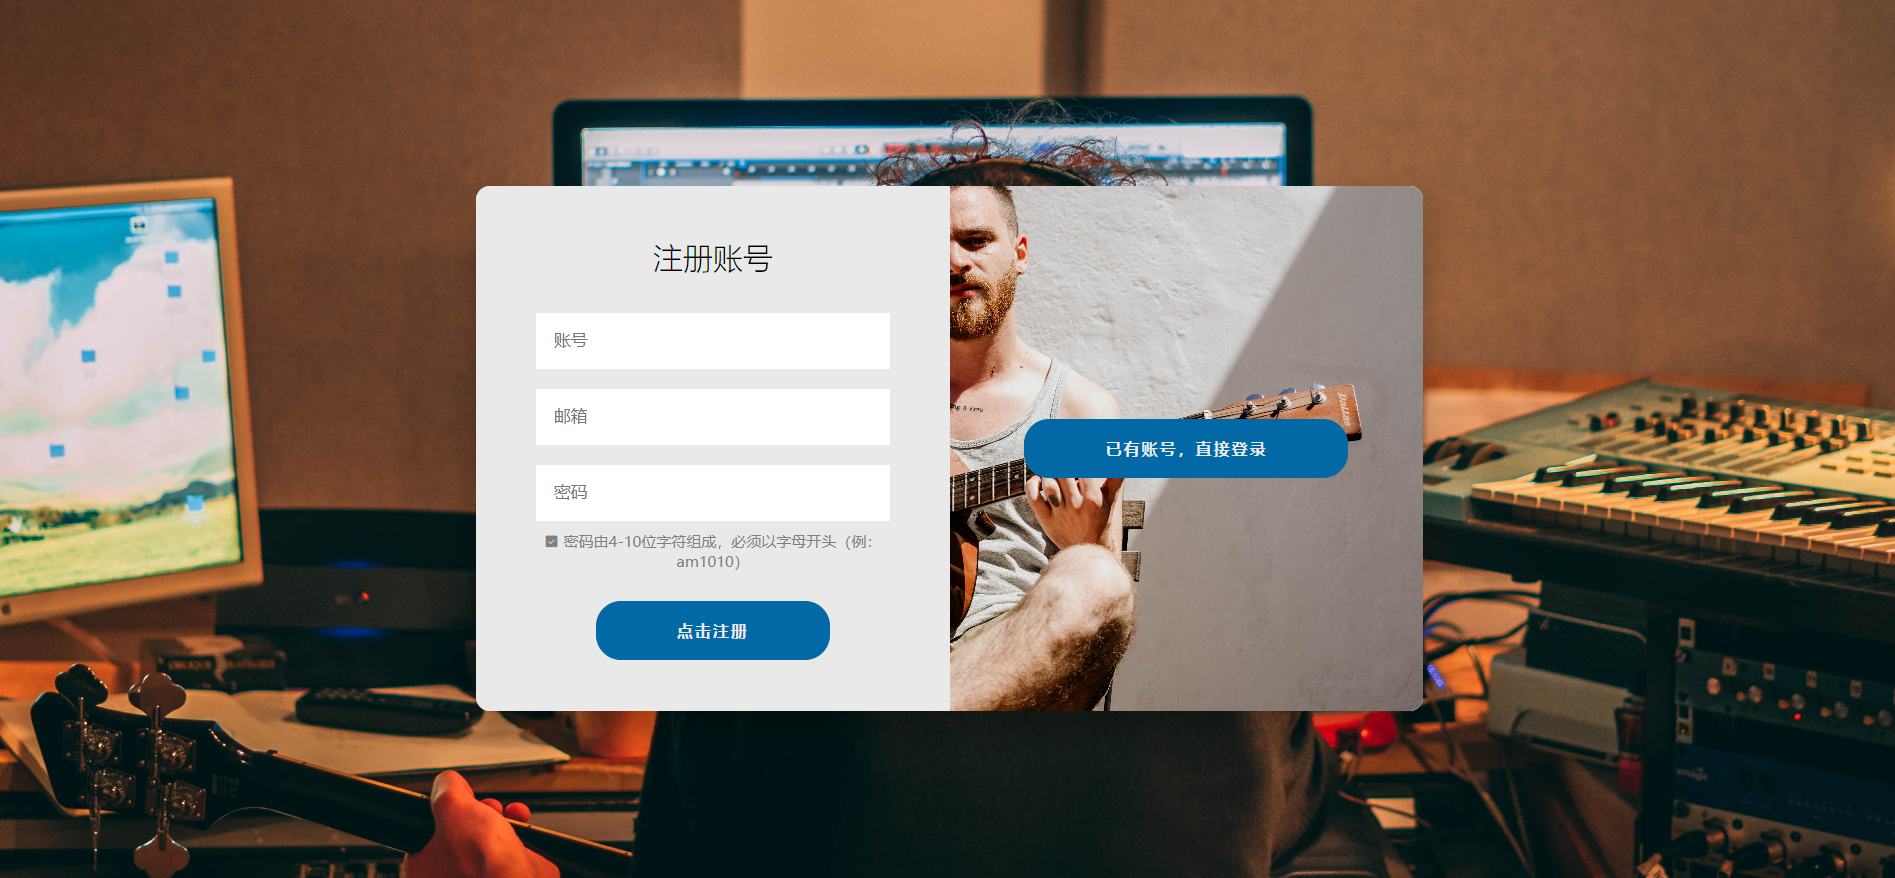 注册账号
账号
邮箱
密码
密码由4-10位字符组成，必须以字母开头（例：
am1010）
点击注册
已有账号，直接登录